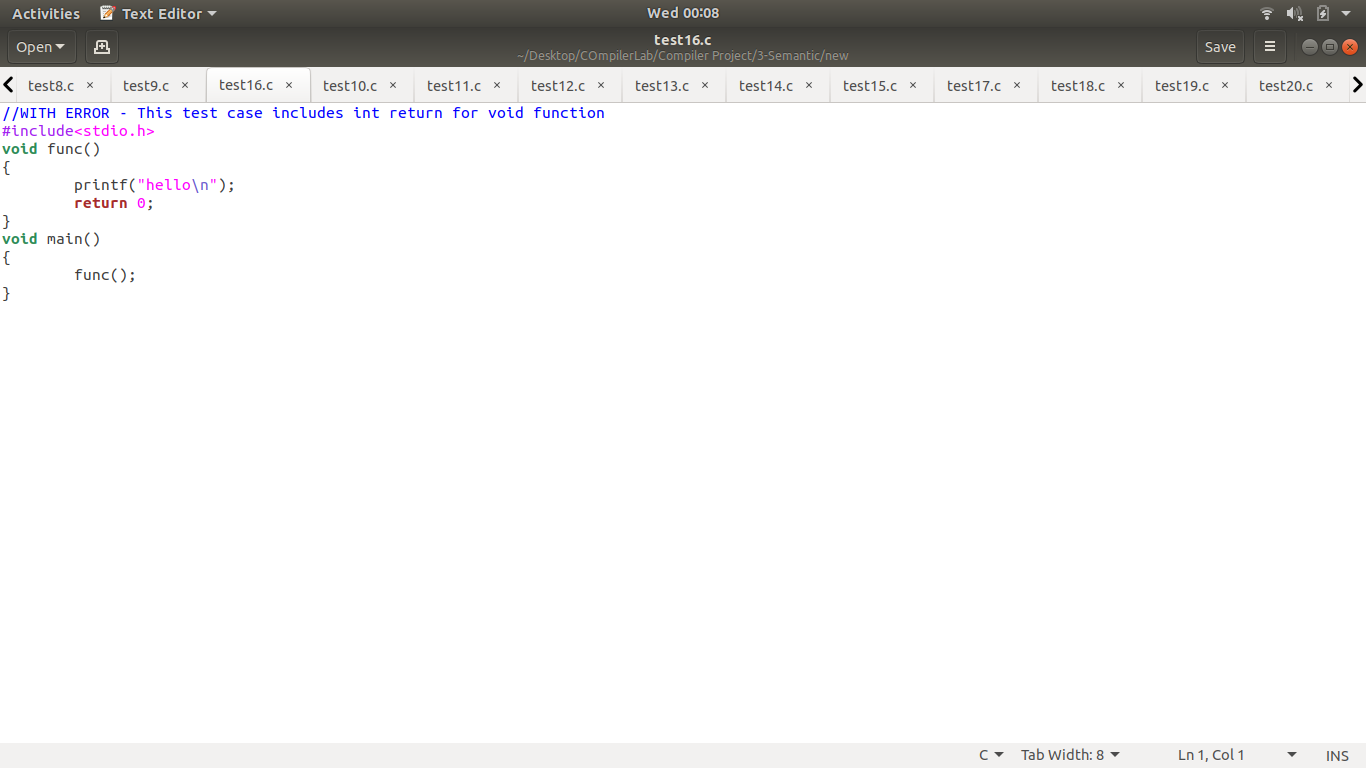 Activities Text Editor Wed 00:08
Open test16.c Save
~/Desktop/COmpilerLab/Compiler Project/3-Semantic/new
test8.c × test9.c × test16.c × test10.c × test11.c × test12.c × test13.c × test14.c × test15.c × test17.c × test18.c × test19.c × test20.c ×
//WITH ERROR - This test case includes int return for void function
#include<stdio.h>
void func()
{
        printf("hello\n");
        return 0;
}
void main()
{
        func();
}
C Tab Width: 8 Ln 1, Col 1 INS